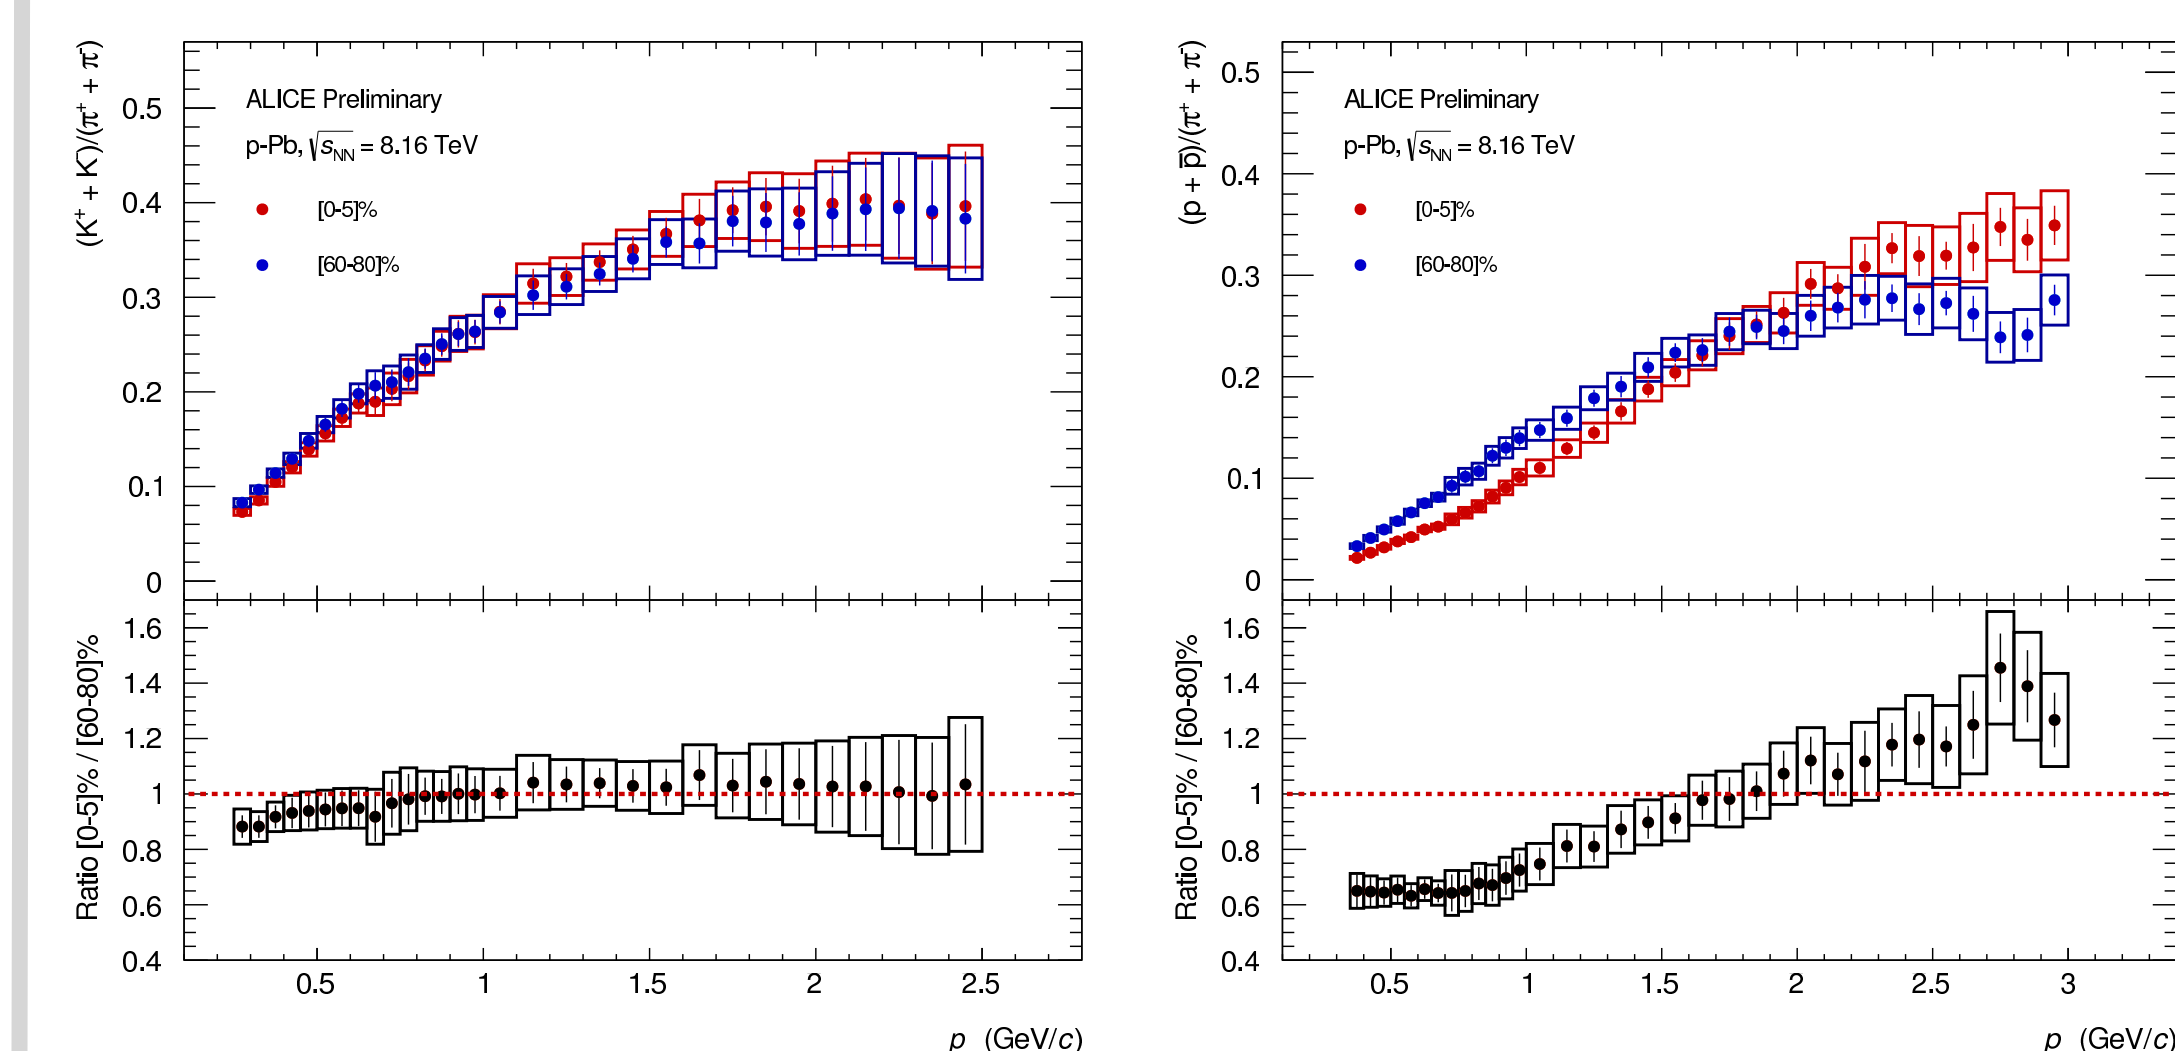 (K⁺ + K⁻)/(π⁺ + π⁻)
ALICE Preliminary
p-Pb, √sNN = 8.16 TeV
[0-5]%
[60-80]%
0.5
0.4
0.3
0.2
0.1
0
Ratio [0-5]% / [60-80]%
1.6
1.4
1.2
1
0.8
0.6
0.4
0.5 1 1.5 2 2.5
p (GeV/c)
(p + p̅)/(π⁺ + π⁻)
ALICE Preliminary
p-Pb, √sNN = 8.16 TeV
[0-5]%
[60-80]%
0.5
0.4
0.3
0.2
0.1
0
Ratio [0-5]% / [60-80]%
1.6
1.4
1.2
1
0.8
0.6
0.4
0.5 1 1.5 2 2.5 3
p (GeV/c)